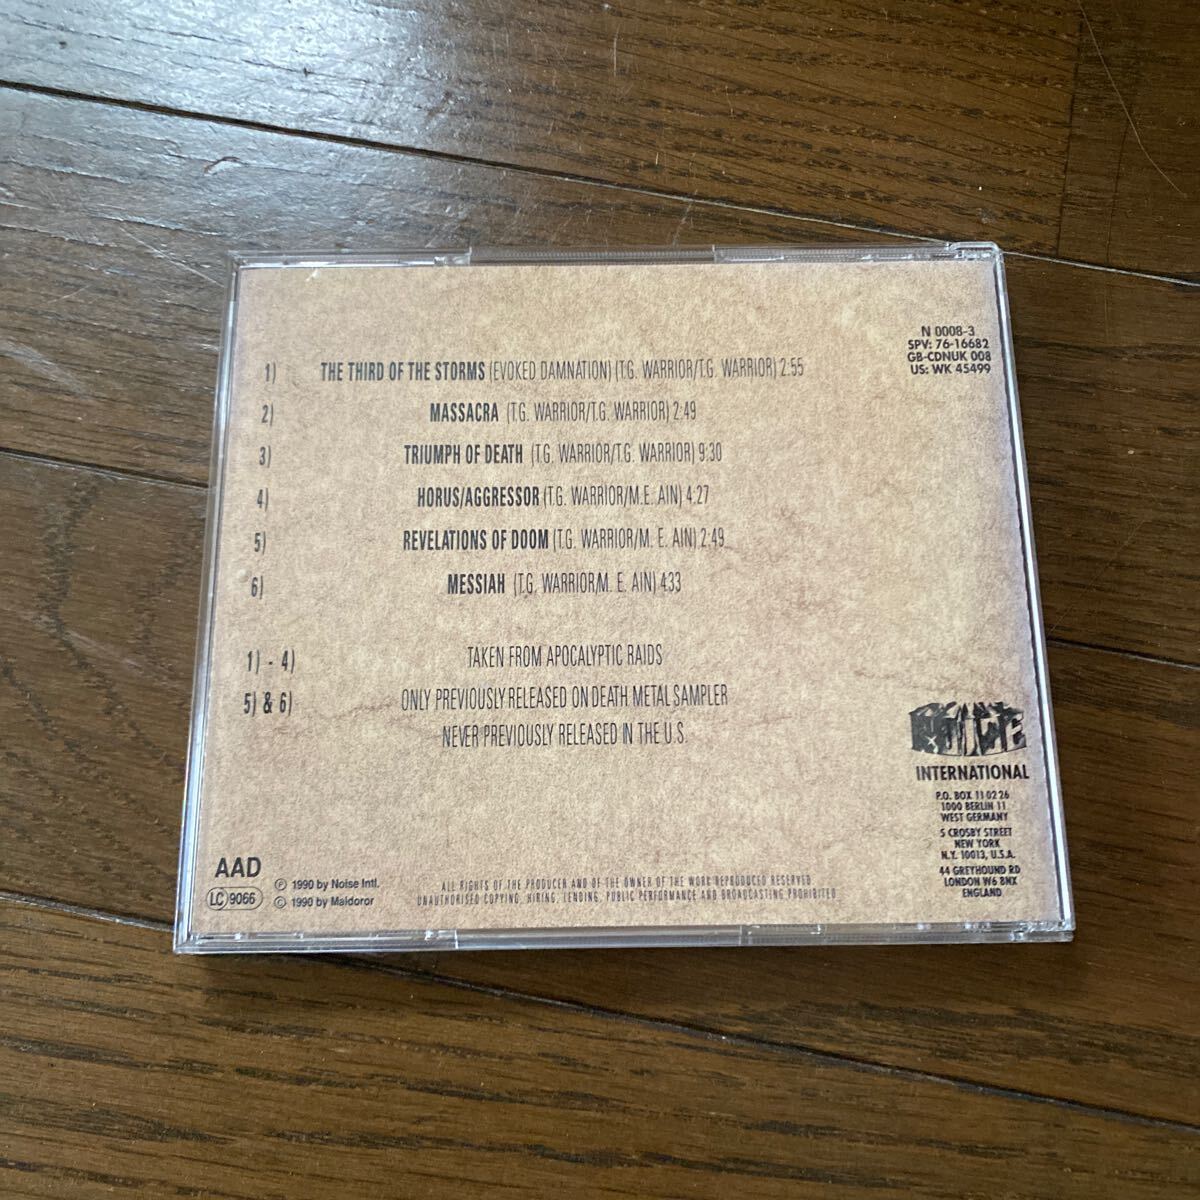 N 0008-3
SPV: 76-16682
GB-CDNUK 008
US: WK 45499
1) THE THIRD OF THE STORMS (EVOKED DAMNATION) (T.G. WARRIOR/T.G. WARRIOR) 2:55
2) MASSACRA (T.G. WARRIOR/T.G. WARRIOR) 2:49
3) TRIUMPH OF DEATH (T.G. WARRIOR/T.G. WARRIOR) 9:30
4) HORUS/AGGRESSOR (T.G. WARRIOR/M.E. AIN) 4:27
5) REVELATIONS OF DOOM (T.G. WARRIOR/M. E. AIN) 2:49
6) MESSIAH (T.G. WARRIOR/M. E. AIN) 4:33
1) - 4) TAKEN FROM APOCALYPTIC RAIDS
5) & 6) ONLY PREVIOUSLY RELEASED ON DEATH METAL SAMPLER
NEVER PREVIOUSLY RELEASED IN THE U.S.
NOISE
INTERNATIONAL
P.O. BOX 11 02 26
1000 BERLIN 11
WEST GERMANY
5 CROSBY STREET
NEW YORK
N.Y. 10013, U.S.A.
44 GREYHOUND RD
LONDON W6 8NX
ENGLAND
AAD
LC 9066
℗ 1990 by Noise Intl.
© 1990 by Maldoror
ALL RIGHTS OF THE PRODUCER AND OF THE OWNER OF THE WORK REPRODUCED RESERVED
UNAUTHORISED COPYING, HIRING, LENDING, PUBLIC PERFORMANCE AND BROADCASTING PROHIBITED